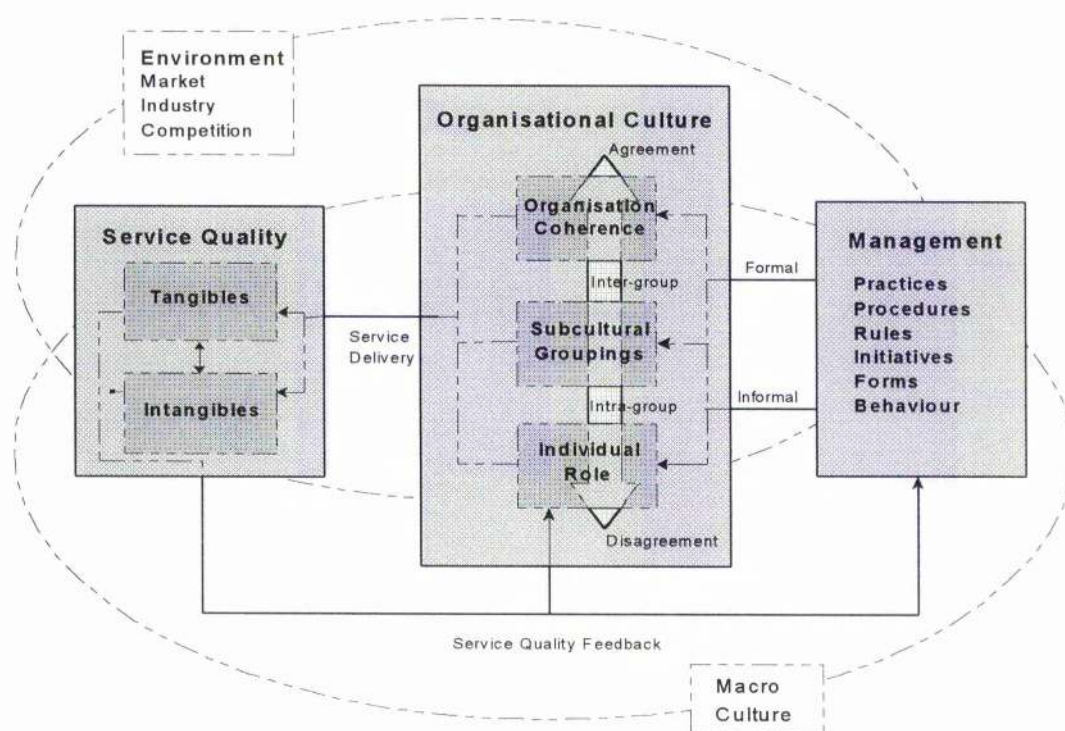 Environment
Market
Industry
Competition
Organisational Culture
Agreement
Organisation
Coherence
Inter-group
Subcultural
Groupings
Intra-group
Individual
Role
Disagreement
Service Quality
Tangibles
Intangibles
Service
Delivery
Formal
Informal
Management
Practices
Procedures
Rules
Initiatives
Forms
Behaviour
Service Quality Feedback
Macro
Culture